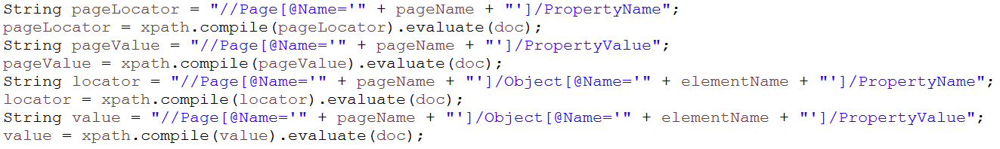 String pageLocator = "//Page[@Name='" + pageName + "']/PropertyName";
pageLocator = xpath.compile(pageLocator).evaluate(doc);
String pageValue = "//Page[@Name='" + pageName + "']/PropertyValue";
pageValue = xpath.compile(pageValue).evaluate(doc);
String locator = "//Page[@Name='" + pageName + "']/Object[@Name='" + elementName + "']/PropertyName";
locator = xpath.compile(locator).evaluate(doc);
String value = "//Page[@Name='" + pageName + "']/Object[@Name='" + elementName + "']/PropertyValue";
value = xpath.compile(value).evaluate(doc);